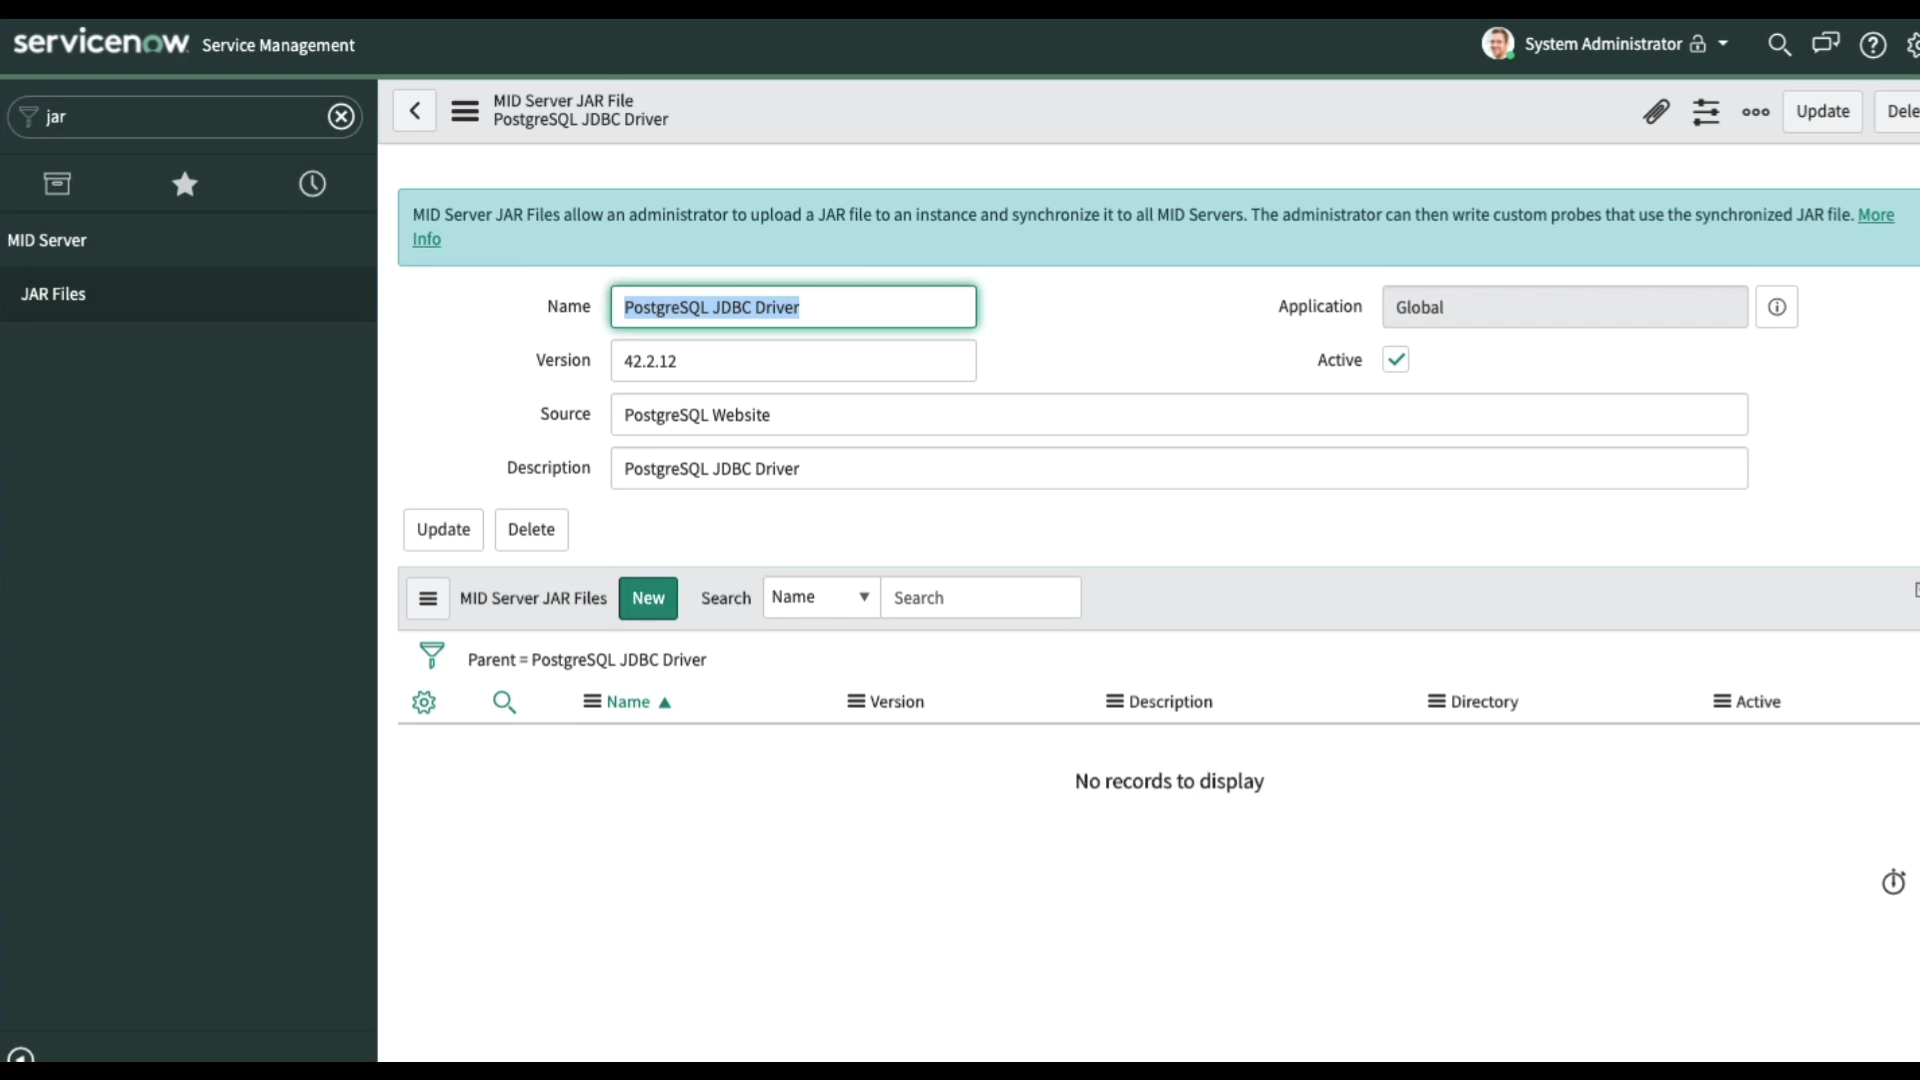 servicenow Service Management
System Administrator
jar
MID Server
JAR Files
MID Server JAR File
PostgreSQL JDBC Driver
Update
MID Server JAR Files allow an administrator to upload a JAR file to an instance and synchronize it to all MID Servers. The administrator can then write custom probes that use the synchronized JAR file. More
Info
Name PostgreSQL JDBC Driver Application Global
Version 42.2.12 Active
Source PostgreSQL Website
Description PostgreSQL JDBC Driver
Update Delete
MID Server JAR Files New Search Name Search
Parent = PostgreSQL JDBC Driver
Name Version Description Directory Active
No records to display